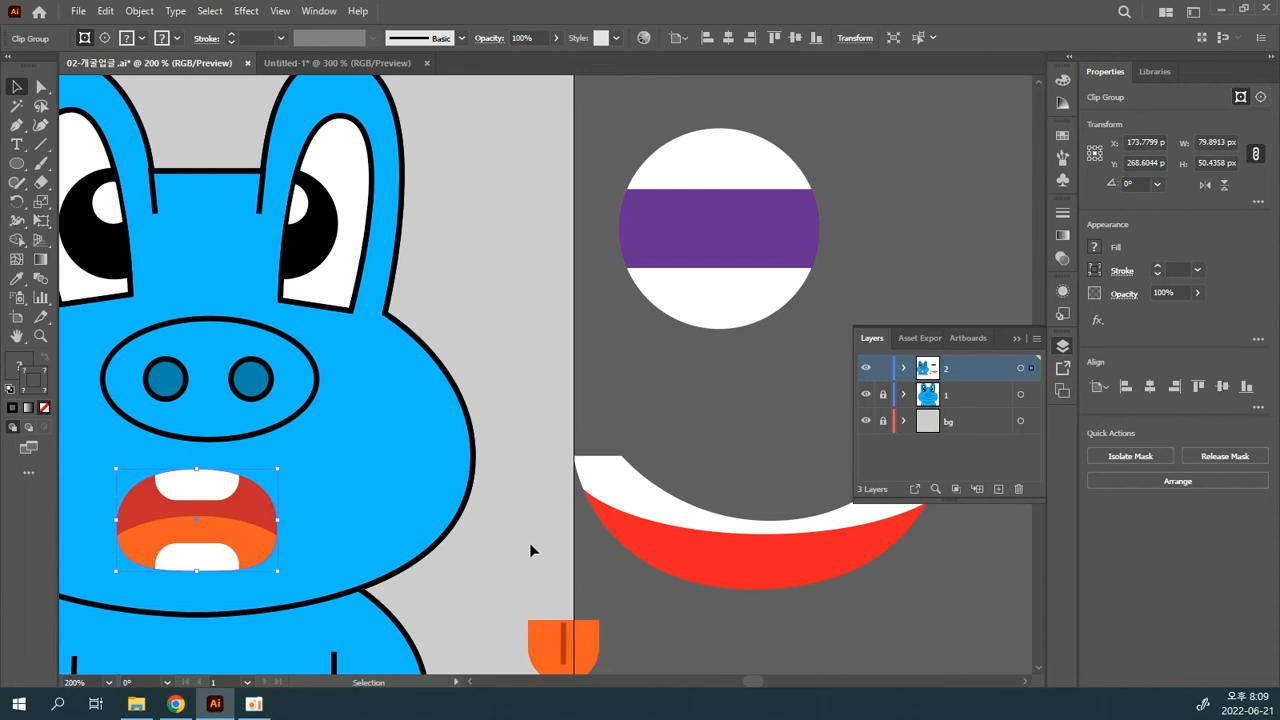 Ai File Edit Object Type Select Effect View Window Help
Clip Group Stroke: Basic Opacity: 100% Style: Transform
02-개굴업글.ai* @ 200 % (RGB/Preview) × Untitled-1* @ 300 % (RGB/Preview) ×
Properties Libraries
Clip Group
Transform
X: 173.7799 p W: 79.8913 px
Y: 268.6044 P H: 50.4358 px
0°
Appearance
? Fill
Stroke
Opacity 100%
fx.
Align
Quick Actions
Isolate Mask Release Mask
Arrange
Layers Asset Expor Artboards
2
1
bg
3 Layers
200% 0° 1 Selection
Ai
오후 8:09
2022-06-21